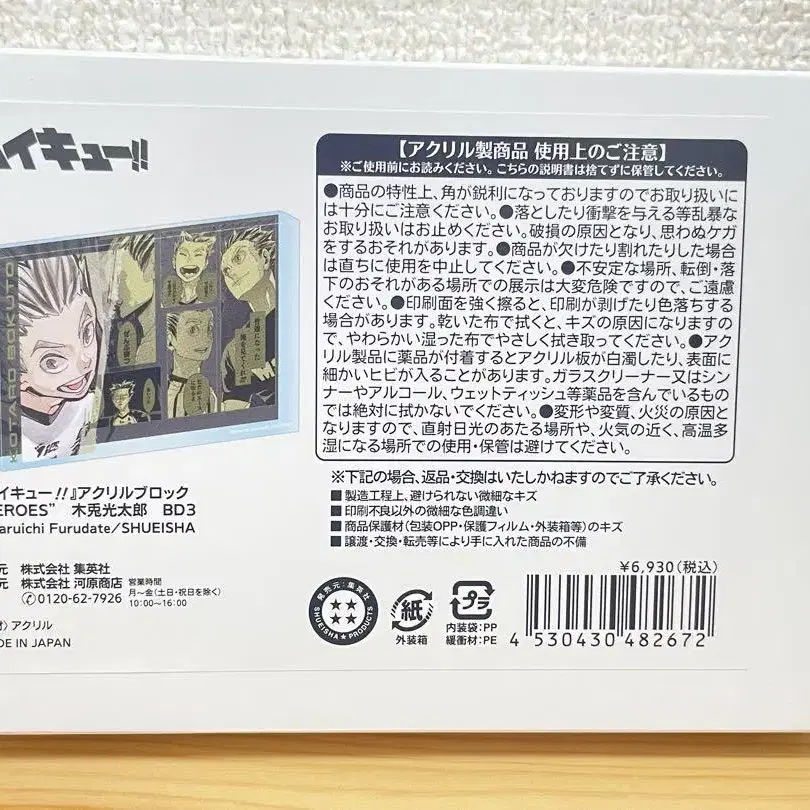 ハイキュー!!
KOTARO BOKUTO
【アクリル製商品 使用上のご注意】
※ご使用前にお読みください。こちらの説明書は捨てずに保管してください。
●商品の特性上、角が鋭利になっておりますのでお取り扱いに
は十分にご注意ください。●落としたり衝撃を与える等乱暴な
お取り扱いはお止めください。破損の原因となり、思わぬケガ
をするおそれがあります。●商品が欠けたり割れたりした場合
は直ちに使用を中止してください。●不安定な場所、転倒・落
下のおそれがある場所での展示は大変危険ですので、ご遠慮
ください。●印刷面を強く擦ると、印刷が剥げたり色落ちする
場合があります。乾いた布で拭くと、キズの原因になりますの
で、やわらかい湿った布でやさしく拭き取ってください。●アク
リル製品に薬品が付着するとアクリル板が白濁したり、表面に
細かいヒビが入ることがあります。ガラスクリーナー又はシン
ナーやアルコール、ウェットティッシュ等薬品を含んでいるもの
では絶対に拭かないでください。●変形や変質、火災の原因と
なりますので、直射日光のあたる場所や、火気の近く、高温多
湿になる場所での使用・保管は避けてください。
※下記の場合、返品・交換はいたしかねますのでご了承ください。
■製造工程上、避けられない微細なキズ
■印刷不良以外の微細な色調違い
■商品保護材(包装OPP・保護フィルム・外装箱等)のキズ
■譲渡・交換・転売等により手に入れた商品の不備
イキュー!!』アクリルブロック
EROES” 木兎光太郎 BD3
aruichi Furudate/SHUEISHA
元 株式会社 集英社
元 株式会社 河原商店
0120-62-7926
営業時間
月〜金(土日・祝日を除く)
10:00〜16:00
材) アクリル
DE IN JAPAN
発売元:集英社
SHUEISHA★PRODUCTS
紙
外装箱
プラ
内装袋:PP
緩衝材:PE
¥6,930(税込)
4 530430 482672